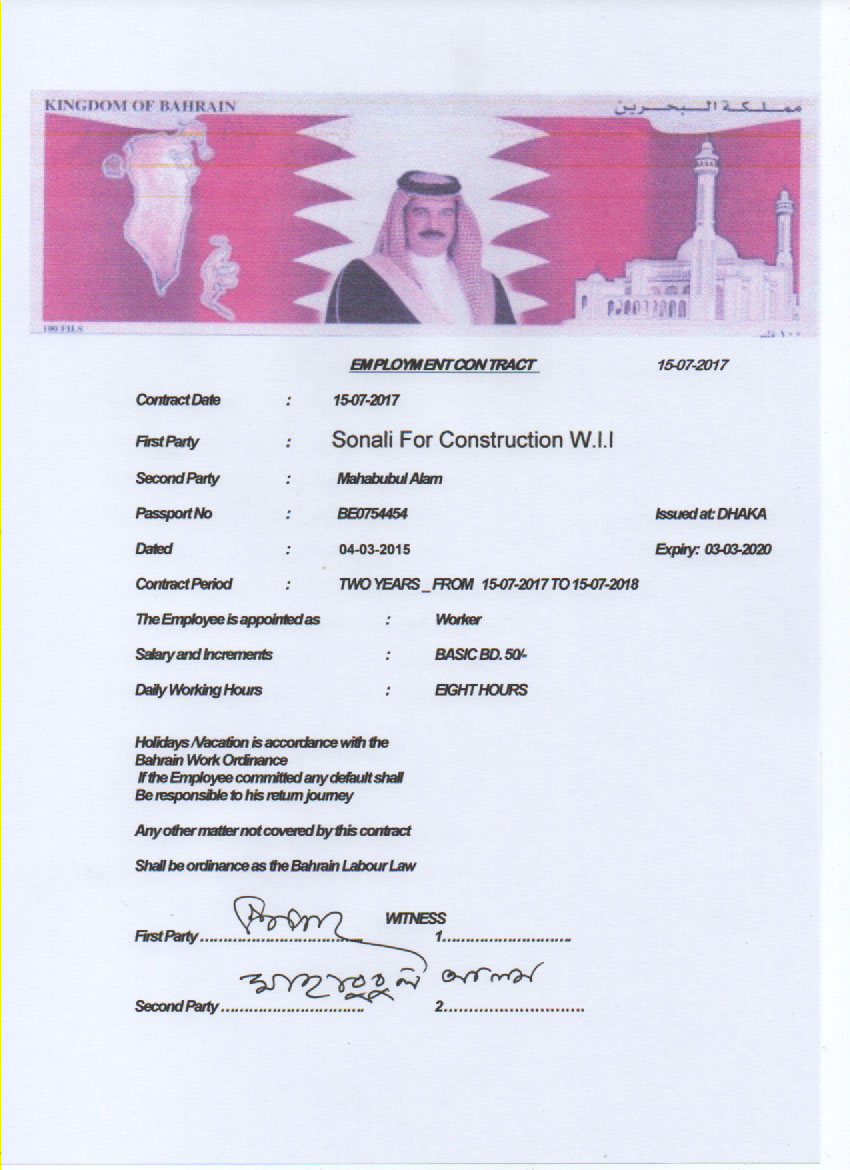 KINGDOM OF BAHRAIN مملكة البحرين
100 FILS
EMPLOYMENT CONTRACT 15-07-2017
Contract Date : 15-07-2017
First Party : Sonali For Construction W.I.I
Second Party : Mahabubul Alam
Passport No : BE0754454 Issued at: DHAKA
Dated : 04-03-2015 Expiry: 03-03-2020
Contract Period : TWO YEARS _ FROM 15-07-2017 TO 15-07-2018
The Employee is appointed as : Worker
Salary and Increments : BASIC BD. 50/-
Daily Working Hours : EIGHT HOURS
Holidays /Vacation is accordance with the
Bahrain Work Ordinance
If the Employee committed any default shall
Be responsible to his return journey
Any other matter not covered by this contract
Shall be ordinance as the Bahrain Labour Law
WITNESS
First Party ................................ 1............................
Second Party .............................. 2............................
মাহবুবুল আলম